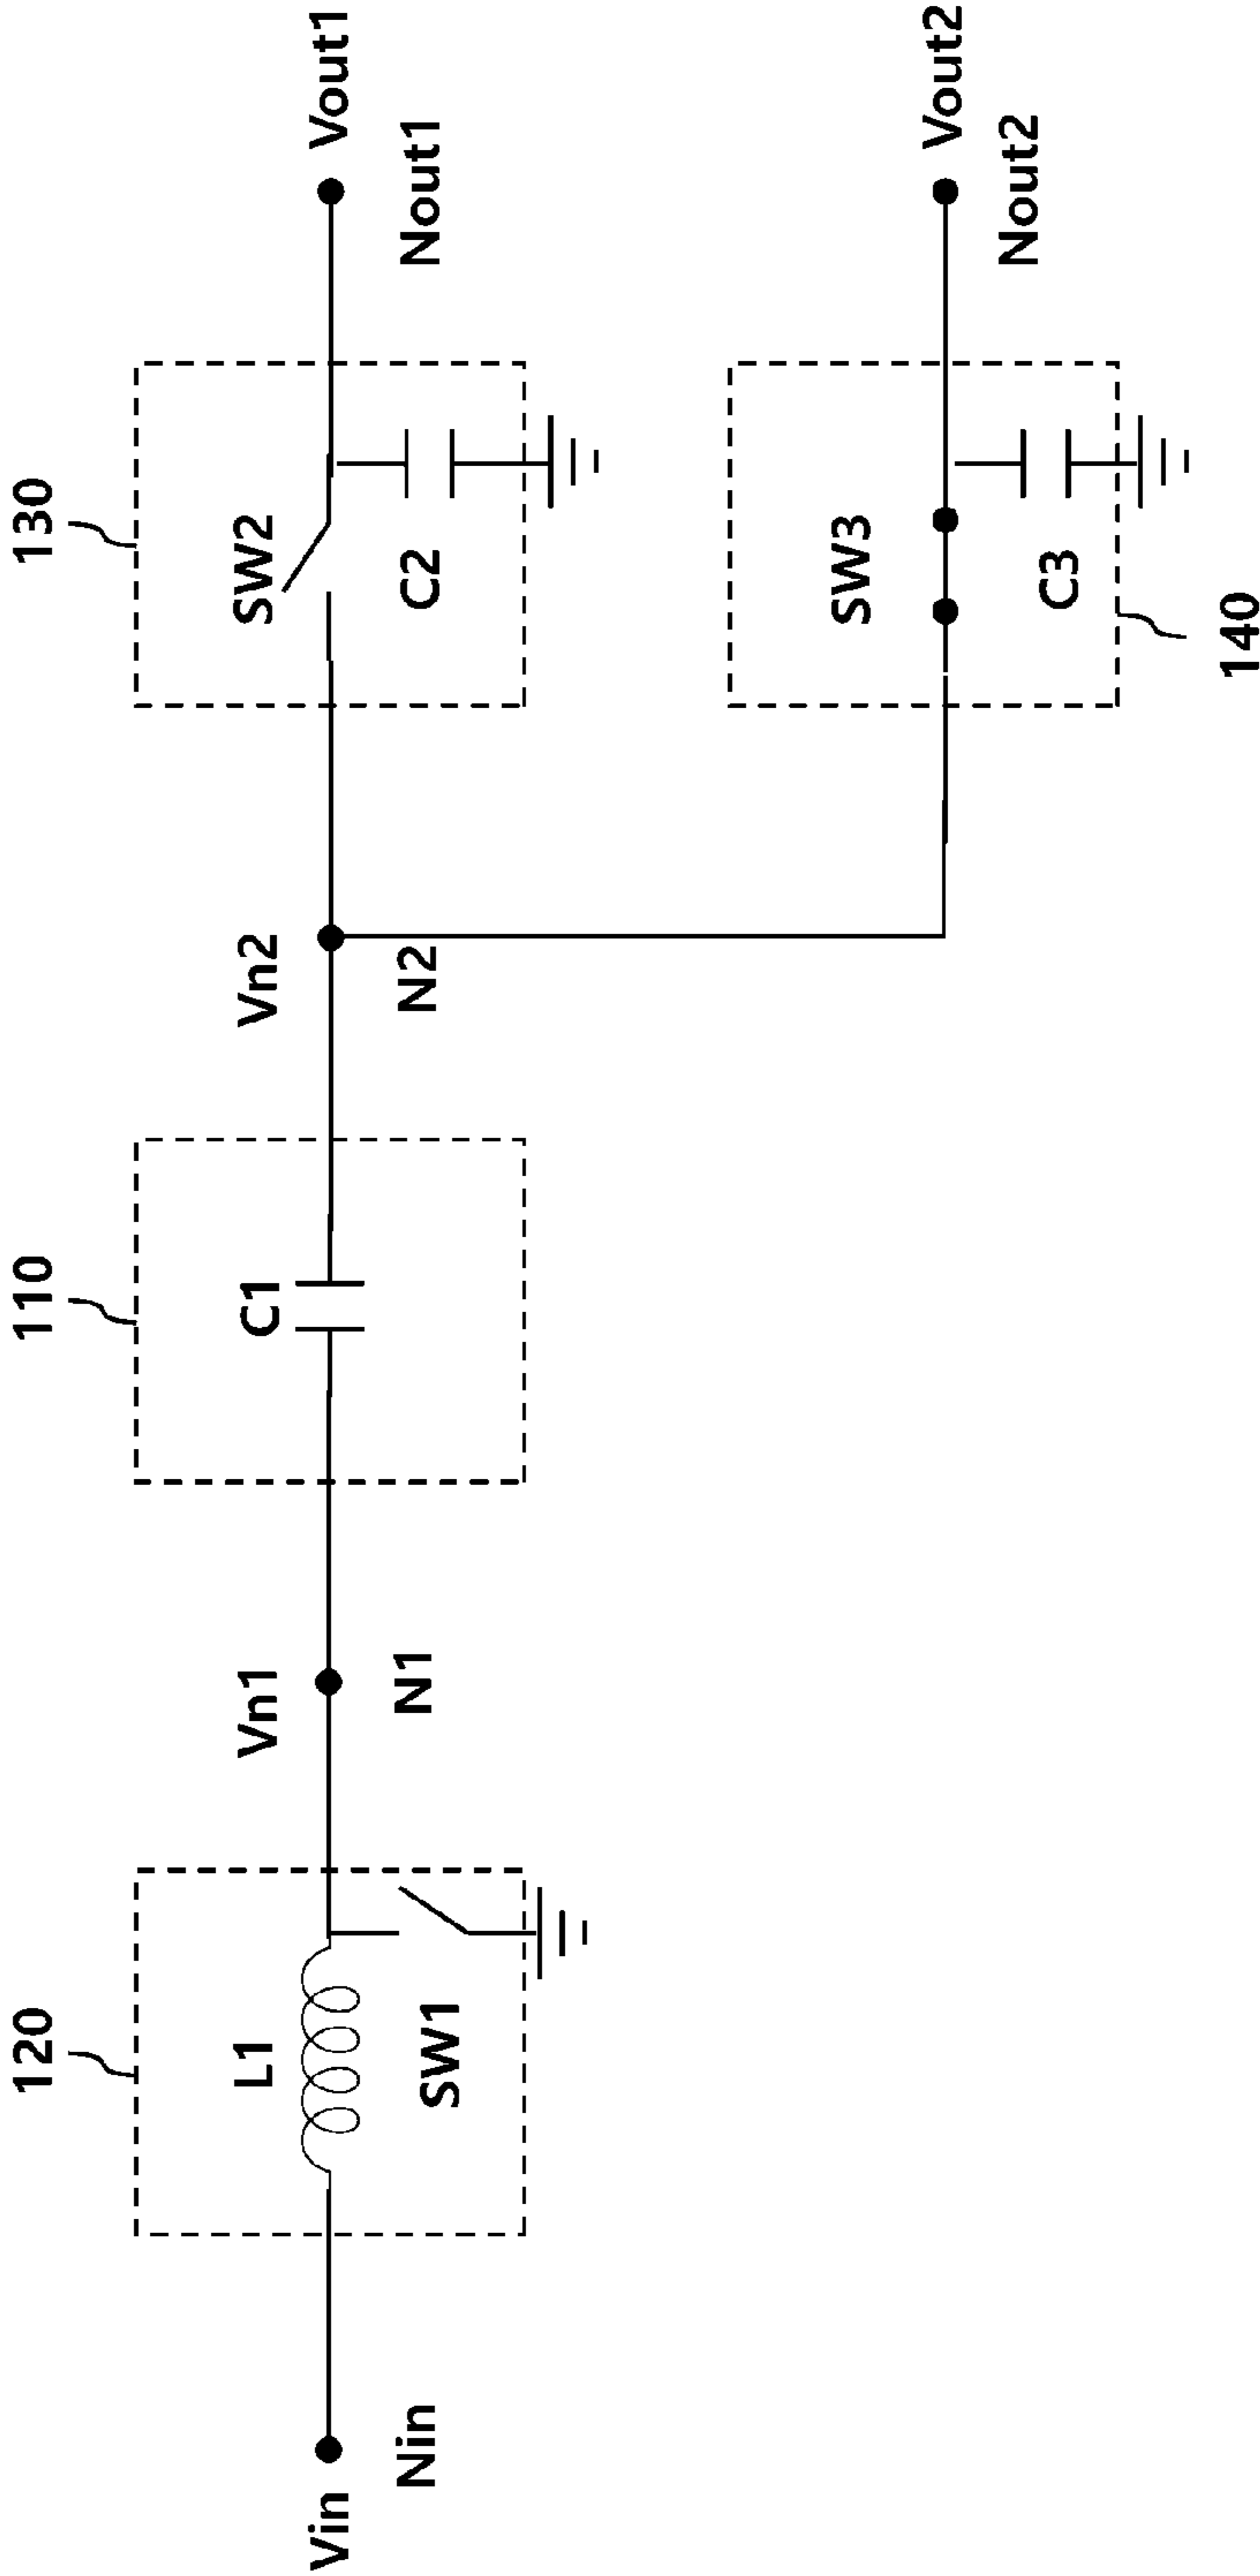 120
110
130
L1
Vn1
C1
Vn2
SW2
Vin
Vout1
Nin
SW1
N1
N2
C2
Nout1
SW3
Vout2
C3
Nout2
140